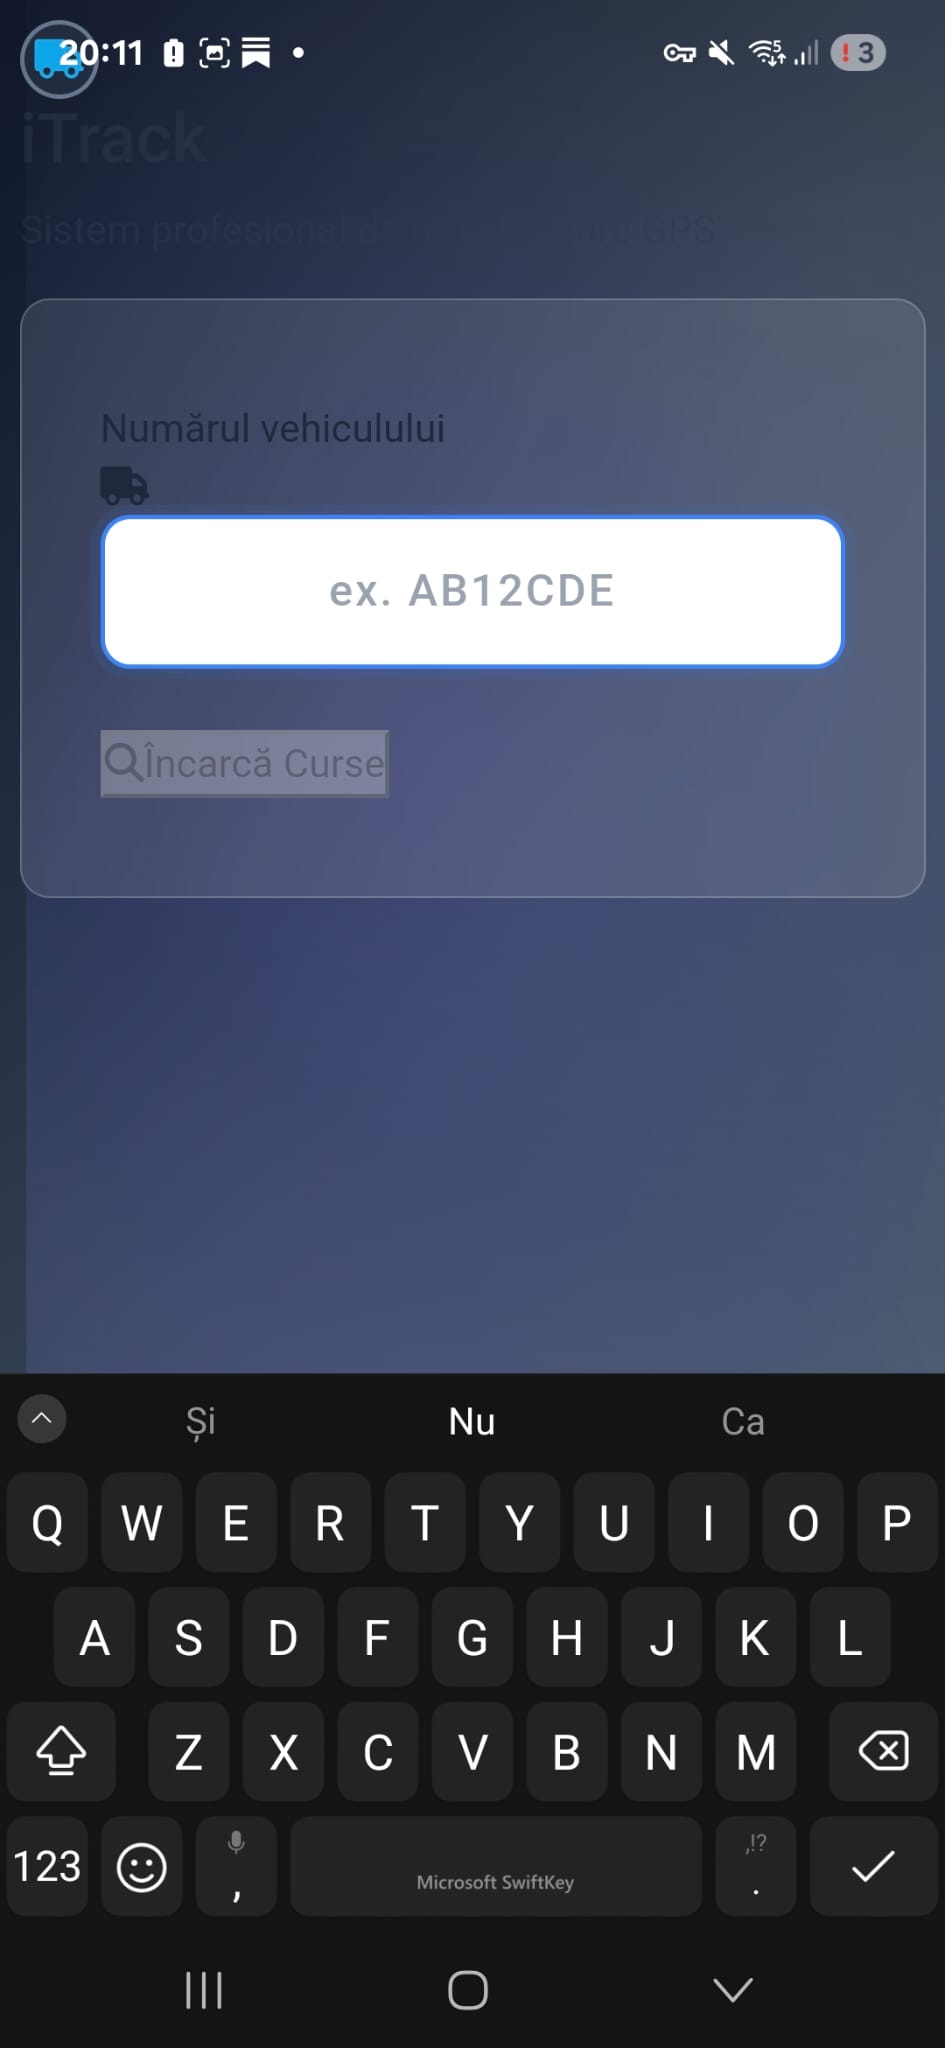 20:11
5
! 3
iTrack
Sistem profesional de GPS
Numărul vehiculului
ex. AB12CDE
Încarcă Curse
Și Nu Ca
Q W E R T Y U I O P
A S D F G H J K L
Z X C V B N M
123 , Microsoft SwiftKey ,!? .